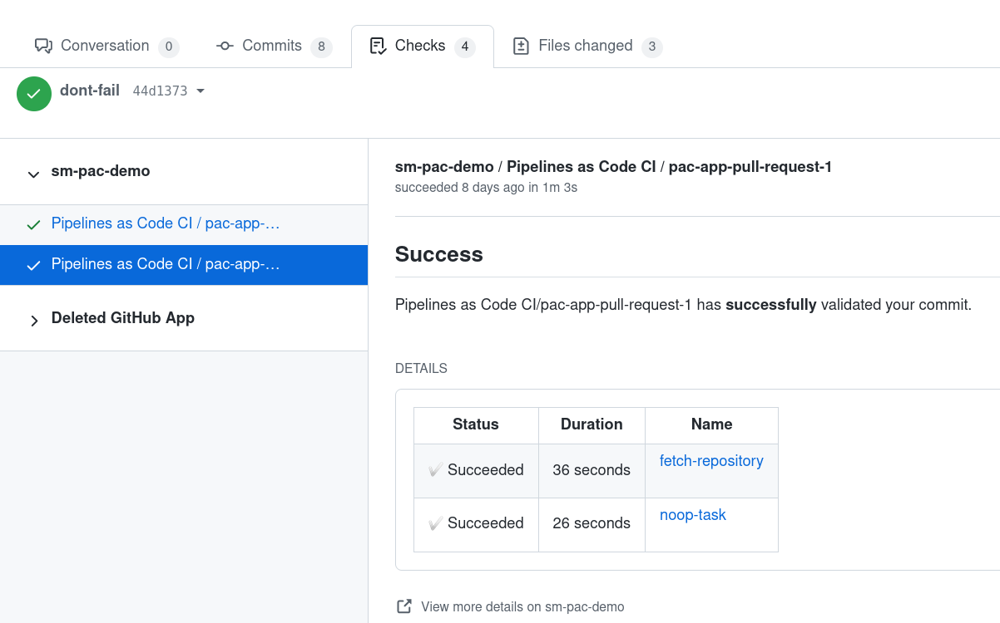 Conversation 0 Commits 8 Checks 4 Files changed 3
dont-fail 44d1373
sm-pac-demo
Pipelines as Code CI / pac-app-…
Pipelines as Code CI / pac-app-…
Deleted GitHub App
sm-pac-demo / Pipelines as Code CI / pac-app-pull-request-1
succeeded 8 days ago in 1m 3s
Success
Pipelines as Code CI/pac-app-pull-request-1 has successfully validated your commit.
DETAILS
Status Duration Name
Succeeded 36 seconds fetch-repository
Succeeded 26 seconds noop-task
View more details on sm-pac-demo